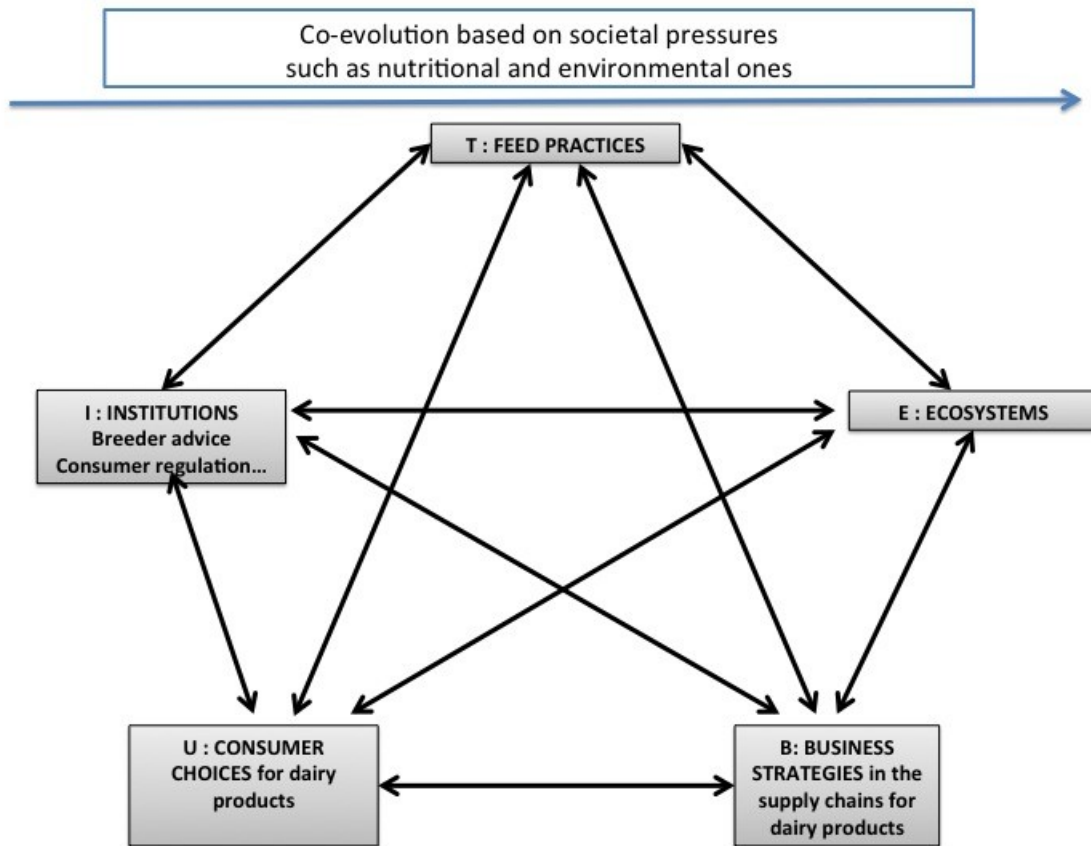 Co-evolution based on societal pressures
such as nutritional and environmental ones
T : FEED PRACTICES
I : INSTITUTIONS
Breeder advice
Consumer regulation...
E : ECOSYSTEMS
U : CONSUMER
CHOICES for dairy
products
B: BUSINESS
STRATEGIES in the
supply chains for
dairy products